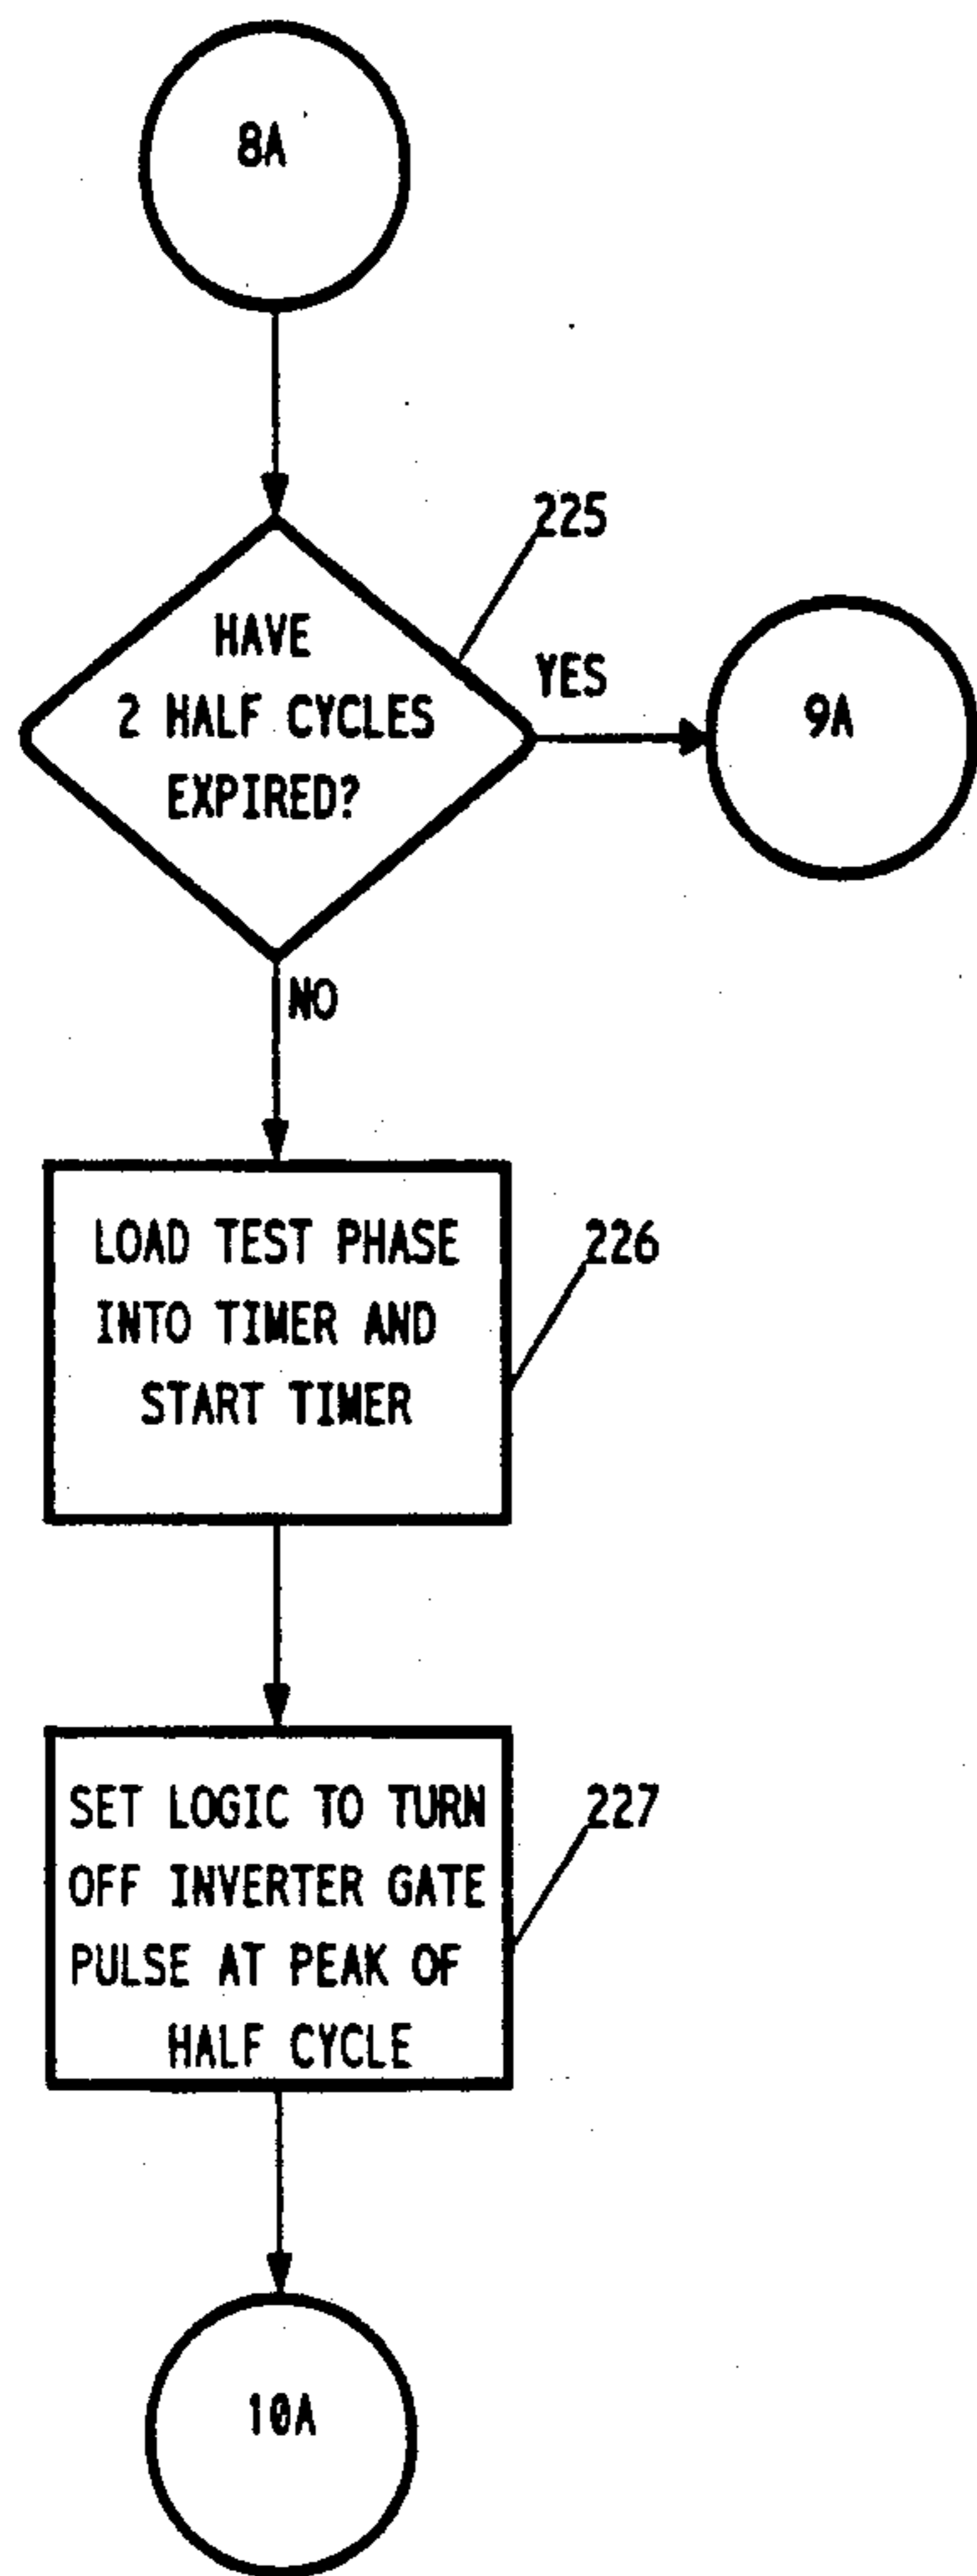 8A
225
HAVE
2 HALF CYCLES
EXPIRED?
YES
9A
NO
LOAD TEST PHASE
INTO TIMER AND
START TIMER
226
SET LOGIC TO TURN
OFF INVERTER GATE
PULSE AT PEAK OF
HALF CYCLE
227
10A